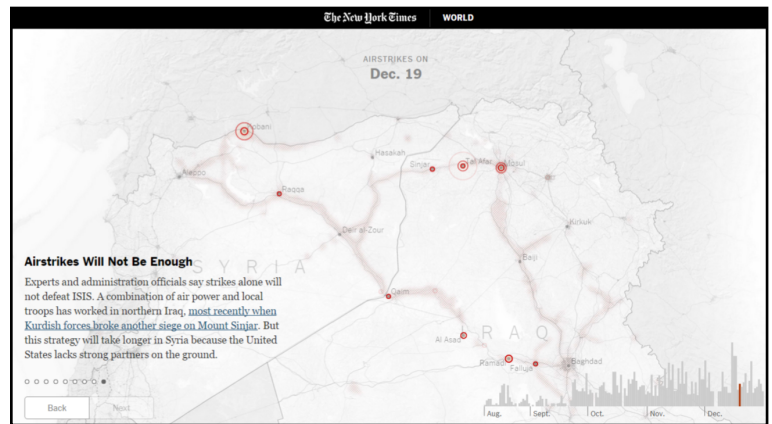 The New York Times WORLD
AIRSTRIKES ON
Dec. 19
Kobani
Hasakah
Sinjar
Tal Afar
Mosul
Aleppo
Raqqa
Kirkuk
Deir al-Zour
Baiji
SYRIA
Airstrikes Will Not Be Enough
Experts and administration officials say strikes alone will
not defeat ISIS. A combination of air power and local
troops has worked in northern Iraq, most recently when
Kurdish forces broke another siege on Mount Sinjar. But
this strategy will take longer in Syria because the United
States lacks strong partners on the ground.
Qaim
IRAQ
Al Asad
Ramadi
Falluja
Baghdad
Back
Next
Aug. Sept. Oct. Nov. Dec.